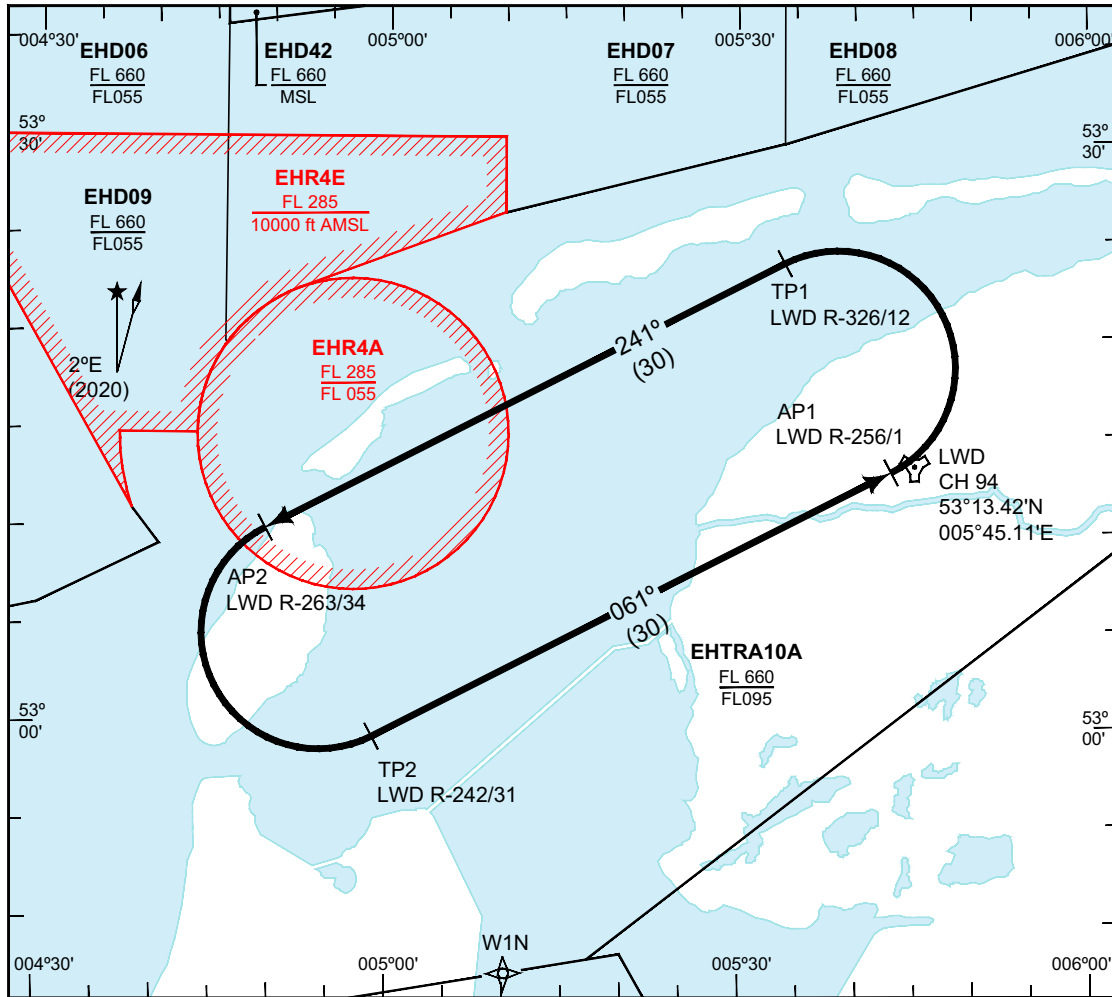 004°30'
005°00'
005°30'
006°00'
EHD06
FL 660
FL055
EHD42
FL 660
MSL
EHD07
FL 660
FL055
EHD08
FL 660
FL055
53°
30'
53°
30'
EHR4E
FL 285
10000 ft AMSL
EHD09
FL 660
FL055
2°E
(2020)
EHR4A
FL 285
FL 055
TP1
LWD R-326/12
241°
(30)
AP1
LWD R-256/1
LWD
CH 94
53°13.42'N
005°45.11'E
AP2
LWD R-263/34
061°
(30)
EHTRA10A
FL 660
FL095
53°
00'
53°
00'
TP2
LWD R-242/31
W1N
004°30'
005°00'
005°30'
006°00'